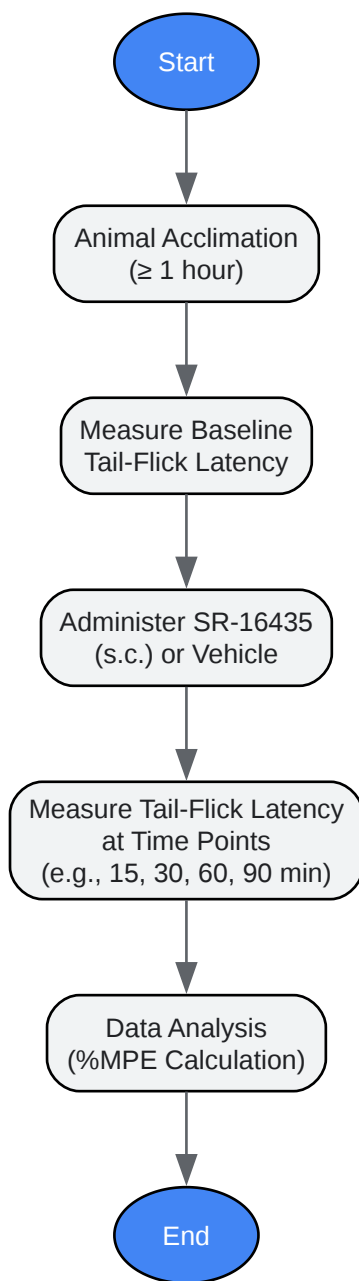 Start
Animal Acclimation
(≥ 1 hour)
Measure Baseline
Tail-Flick Latency
Administer SR-16435
(s.c.) or Vehicle
Measure Tail-Flick Latency
at Time Points
(e.g., 15, 30, 60, 90 min)
Data Analysis
(%MPE Calculation)
End